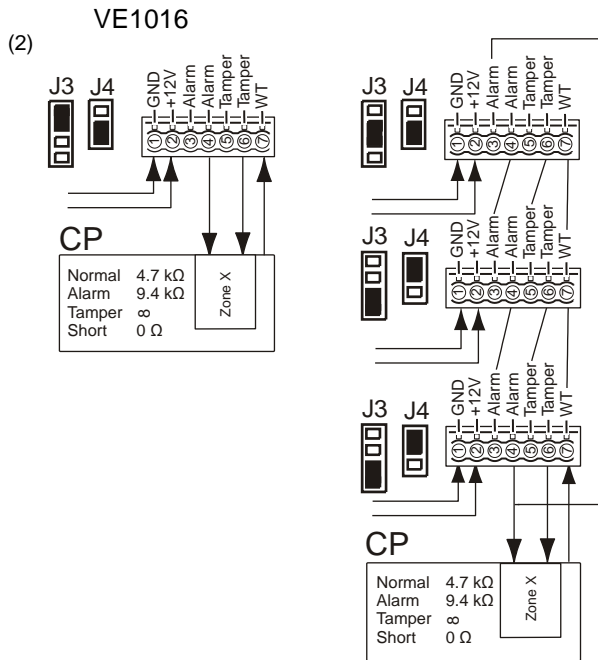 VE1016
(2)
J3 J4
GND +12V Alarm Alarm Tamper Tamper WT
1 2 3 4 5 6 7
CP
Normal 4.7 kΩ
Alarm 9.4 kΩ
Tamper ∞
Short 0 Ω
Zone X
J3 J4
GND +12V Alarm Alarm Tamper Tamper WT
1 2 3 4 5 6 7
J3 J4
GND +12V Alarm Alarm Tamper Tamper WT
1 2 3 4 5 6 7
J3 J4
GND +12V Alarm Alarm Tamper Tamper WT
1 2 3 4 5 6 7
CP
Normal 4.7 kΩ
Alarm 9.4 kΩ
Tamper ∞
Short 0 Ω
Zone X